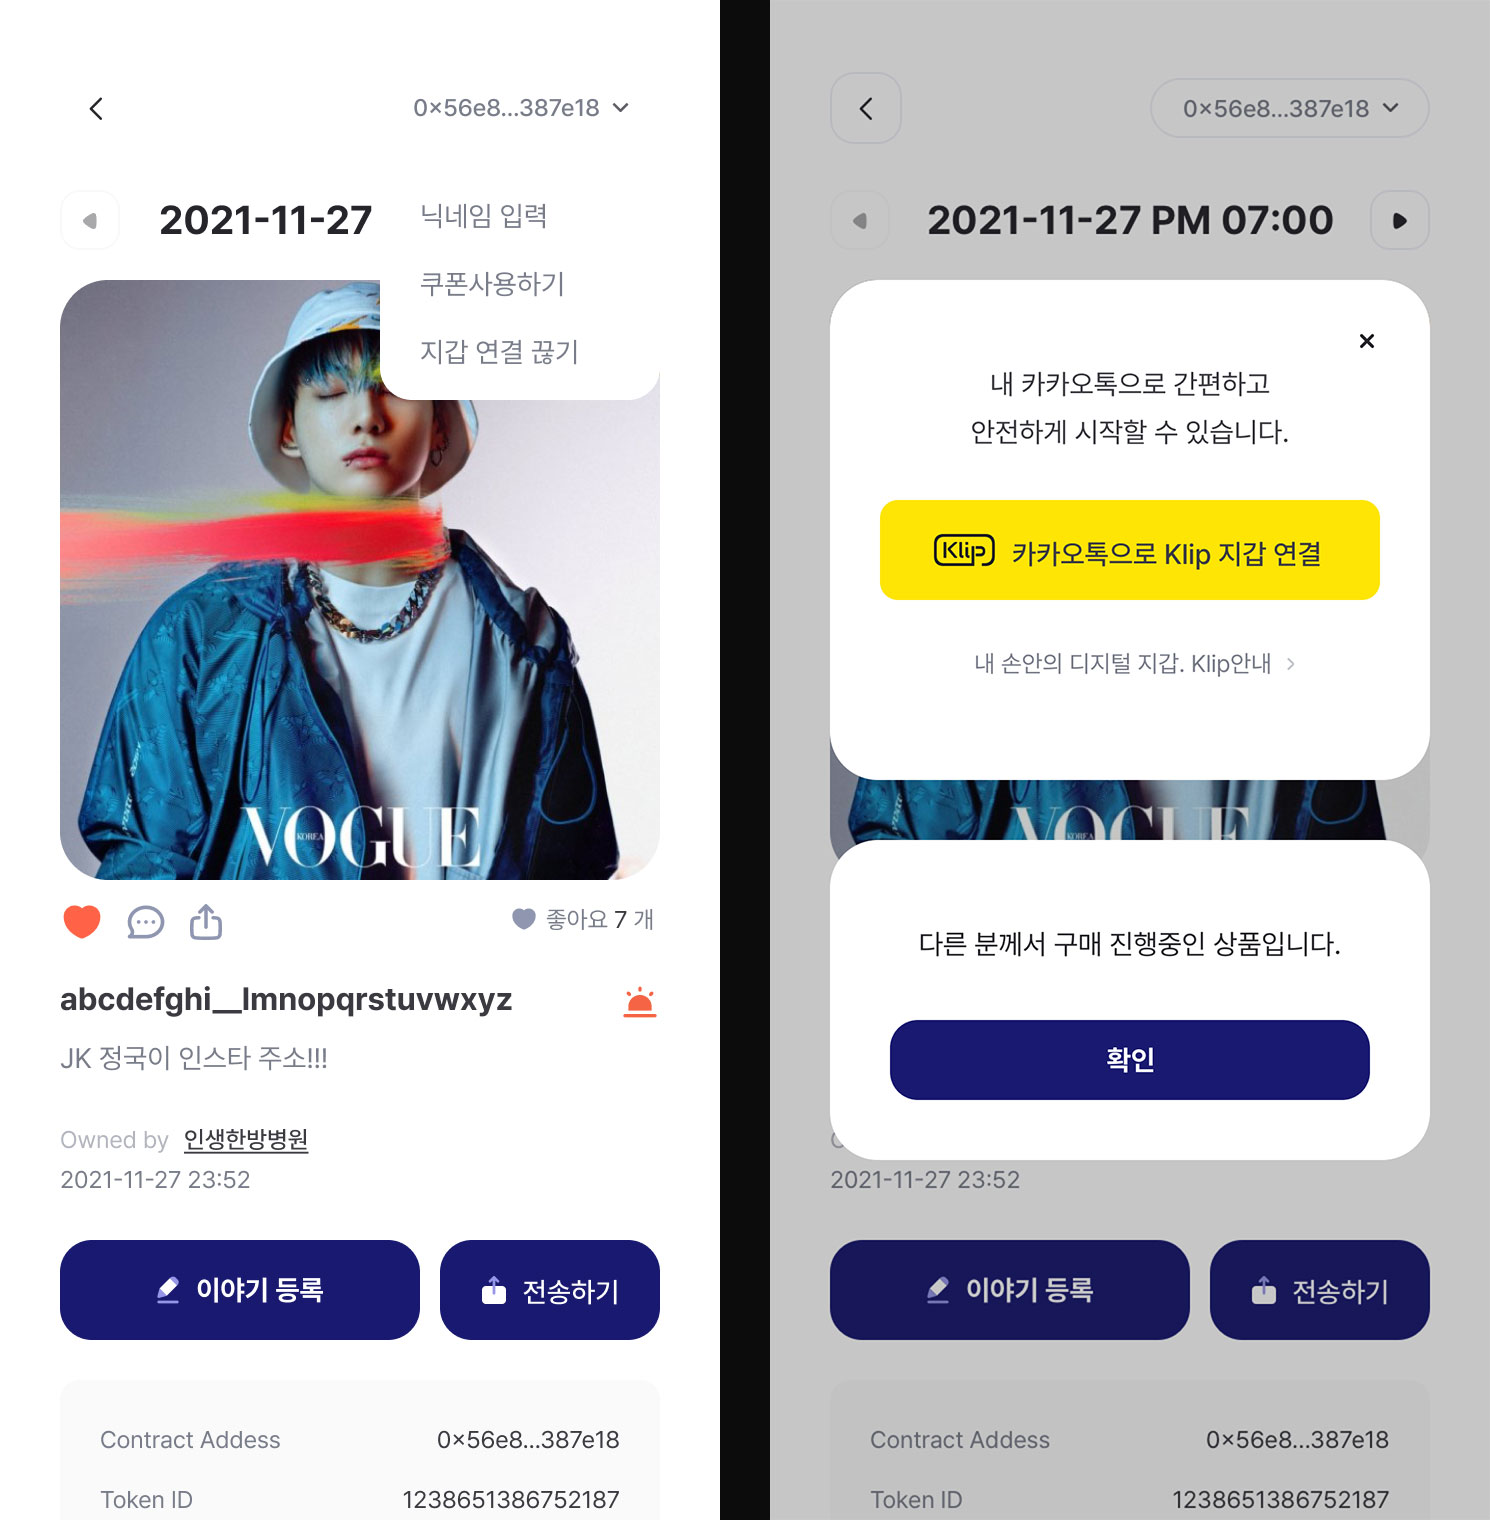 0×56e8...387e18
2021-11-27
닉네임 입력
쿠폰사용하기
지갑 연결 끊기
VOGUE
KOREA
좋아요 7 개
abcdefghi__lmnopqrstuvwxyz
JK 정국이 인스타 주소!!!
Owned by 인생한방병원
2021-11-27 23:52
이야기 등록
전송하기
Contract Addess 0×56e8...387e18
Token ID 1238651386752187
0×56e8...387e18
2021-11-27 PM 07:00
내 카카오톡으로 간편하고
안전하게 시작할 수 있습니다.
Klip 카카오톡으로 Klip 지갑 연결
내 손안의 디지털 지갑. Klip안내
VOGUE
KOREA
다른 분께서 구매 진행중인 상품입니다.
확인
2021-11-27 23:52
이야기 등록
전송하기
Contract Addess 0×56e8...387e18
Token ID 1238651386752187